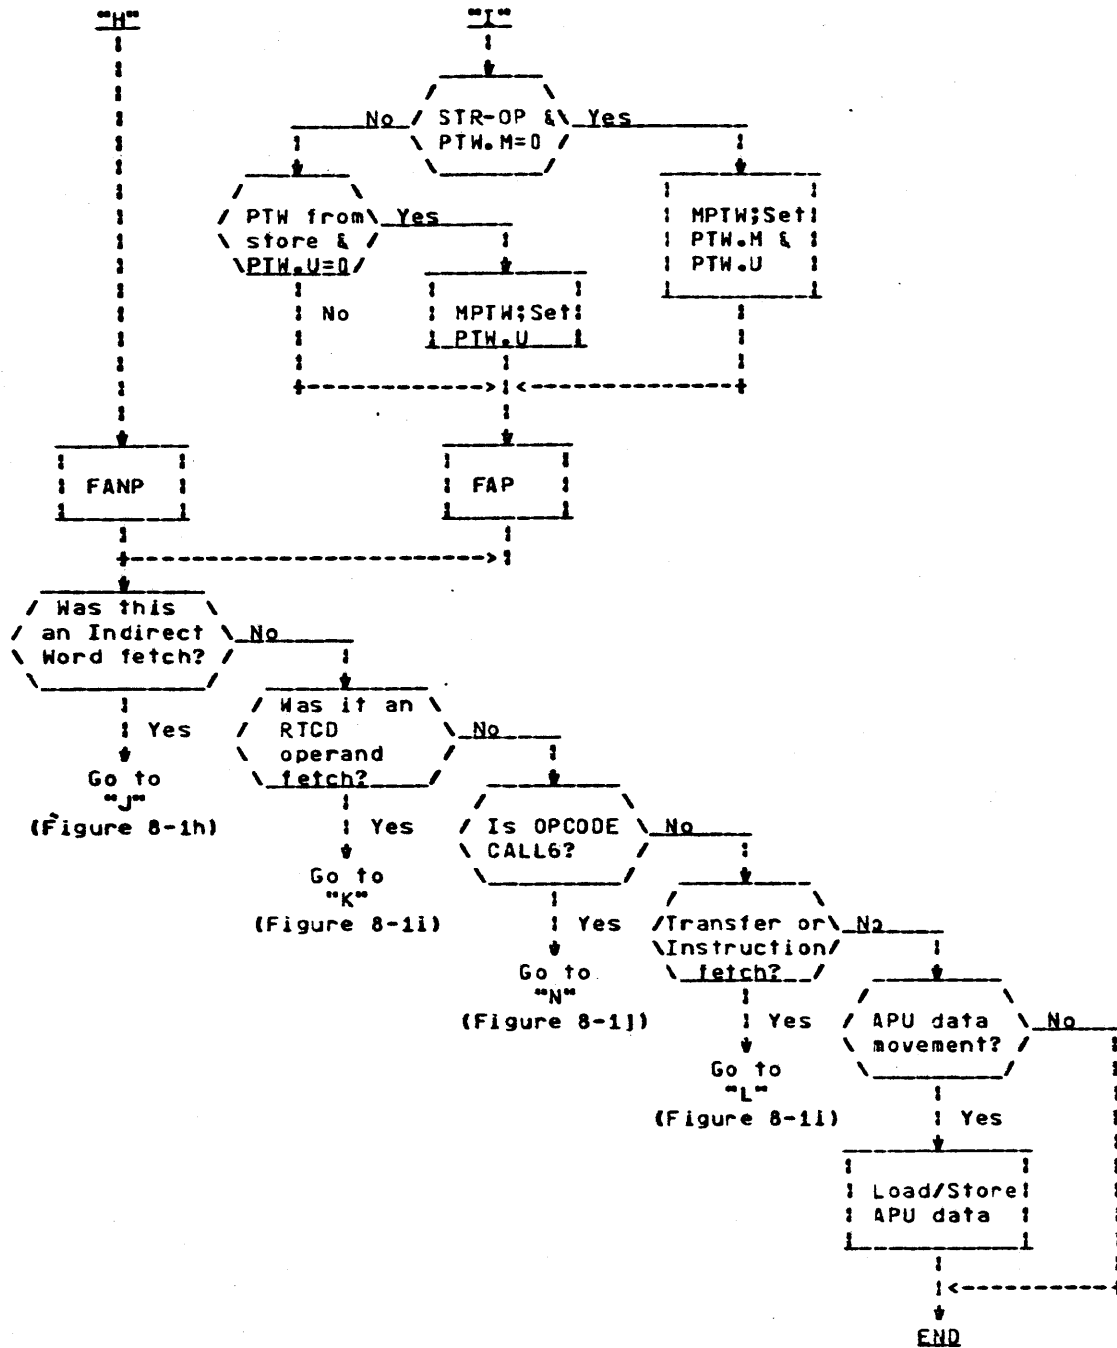 "H"
"I"
STR-OP &
PTW.M=0
No
Yes
PTW from
store &
PTW.U=0
Yes
No
MPTW;Set
PTW.M &
PTW.U
MPTW;Set
PTW.U
FANP
FAP
Was this
an Indirect
Word fetch?
No
Yes
Go to
"J"
(Figure 8-1h)
Was it an
RTCD
operand
fetch?
No
Yes
Go to
"K"
(Figure 8-1i)
Is OPCODE
CALL6?
No
Yes
Go to
"N"
(Figure 8-1j)
Transfer or
Instruction
fetch?
No
Yes
Go to
"L"
(Figure 8-1i)
APU data
movement?
No
Yes
Load/Store
APU data
END